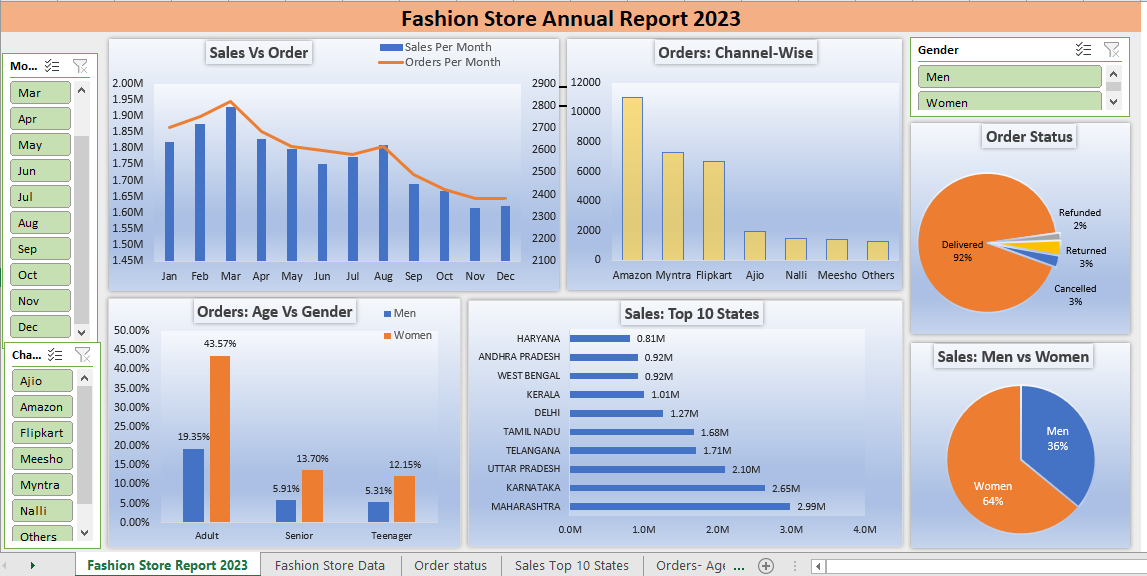 Fashion Store Annual Report 2023
Mo...
Mar
Apr
May
Jun
Jul
Aug
Sep
Oct
Nov
Dec
Cha...
Ajio
Amazon
Flipkart
Meesho
Myntra
Nalli
Others
Sales Vs Order
Sales Per Month
Orders Per Month
2.00M
1.95M
1.90M
1.85M
1.80M
1.75M
1.70M
1.65M
1.60M
1.55M
1.50M
1.45M
2900
2800
2700
2600
2500
2400
2300
2200
2100
Jan Feb Mar Apr May Jun Jul Aug Sep Oct Nov Dec
Orders: Channel-Wise
12000
10000
8000
6000
4000
2000
0
Amazon Myntra Flipkart Ajio Nalli Meesho Others
Gender
Men
Women
Order Status
Refunded
2%
Delivered
92%
Returned
3%
Cancelled
3%
Orders: Age Vs Gender
Men
Women
50.00%
45.00%
40.00%
35.00%
30.00%
25.00%
20.00%
15.00%
10.00%
5.00%
0.00%
19.35% 43.57%
5.91% 13.70%
5.31% 12.15%
Adult Senior Teenager
Sales: Top 10 States
HARYANA 0.81M
ANDHRA PRADESH 0.92M
WEST BENGAL 0.92M
KERALA 1.01M
DELHI 1.27M
TAMIL NADU 1.68M
TELANGANA 1.71M
UTTAR PRADESH 2.10M
KARNATAKA 2.65M
MAHARASHTRA 2.99M
0.0M 1.0M 2.0M 3.0M 4.0M
Sales: Men vs Women
Men
36%
Women
64%
Fashion Store Report 2023 Fashion Store Data Order status Sales Top 10 States Orders- Age ...